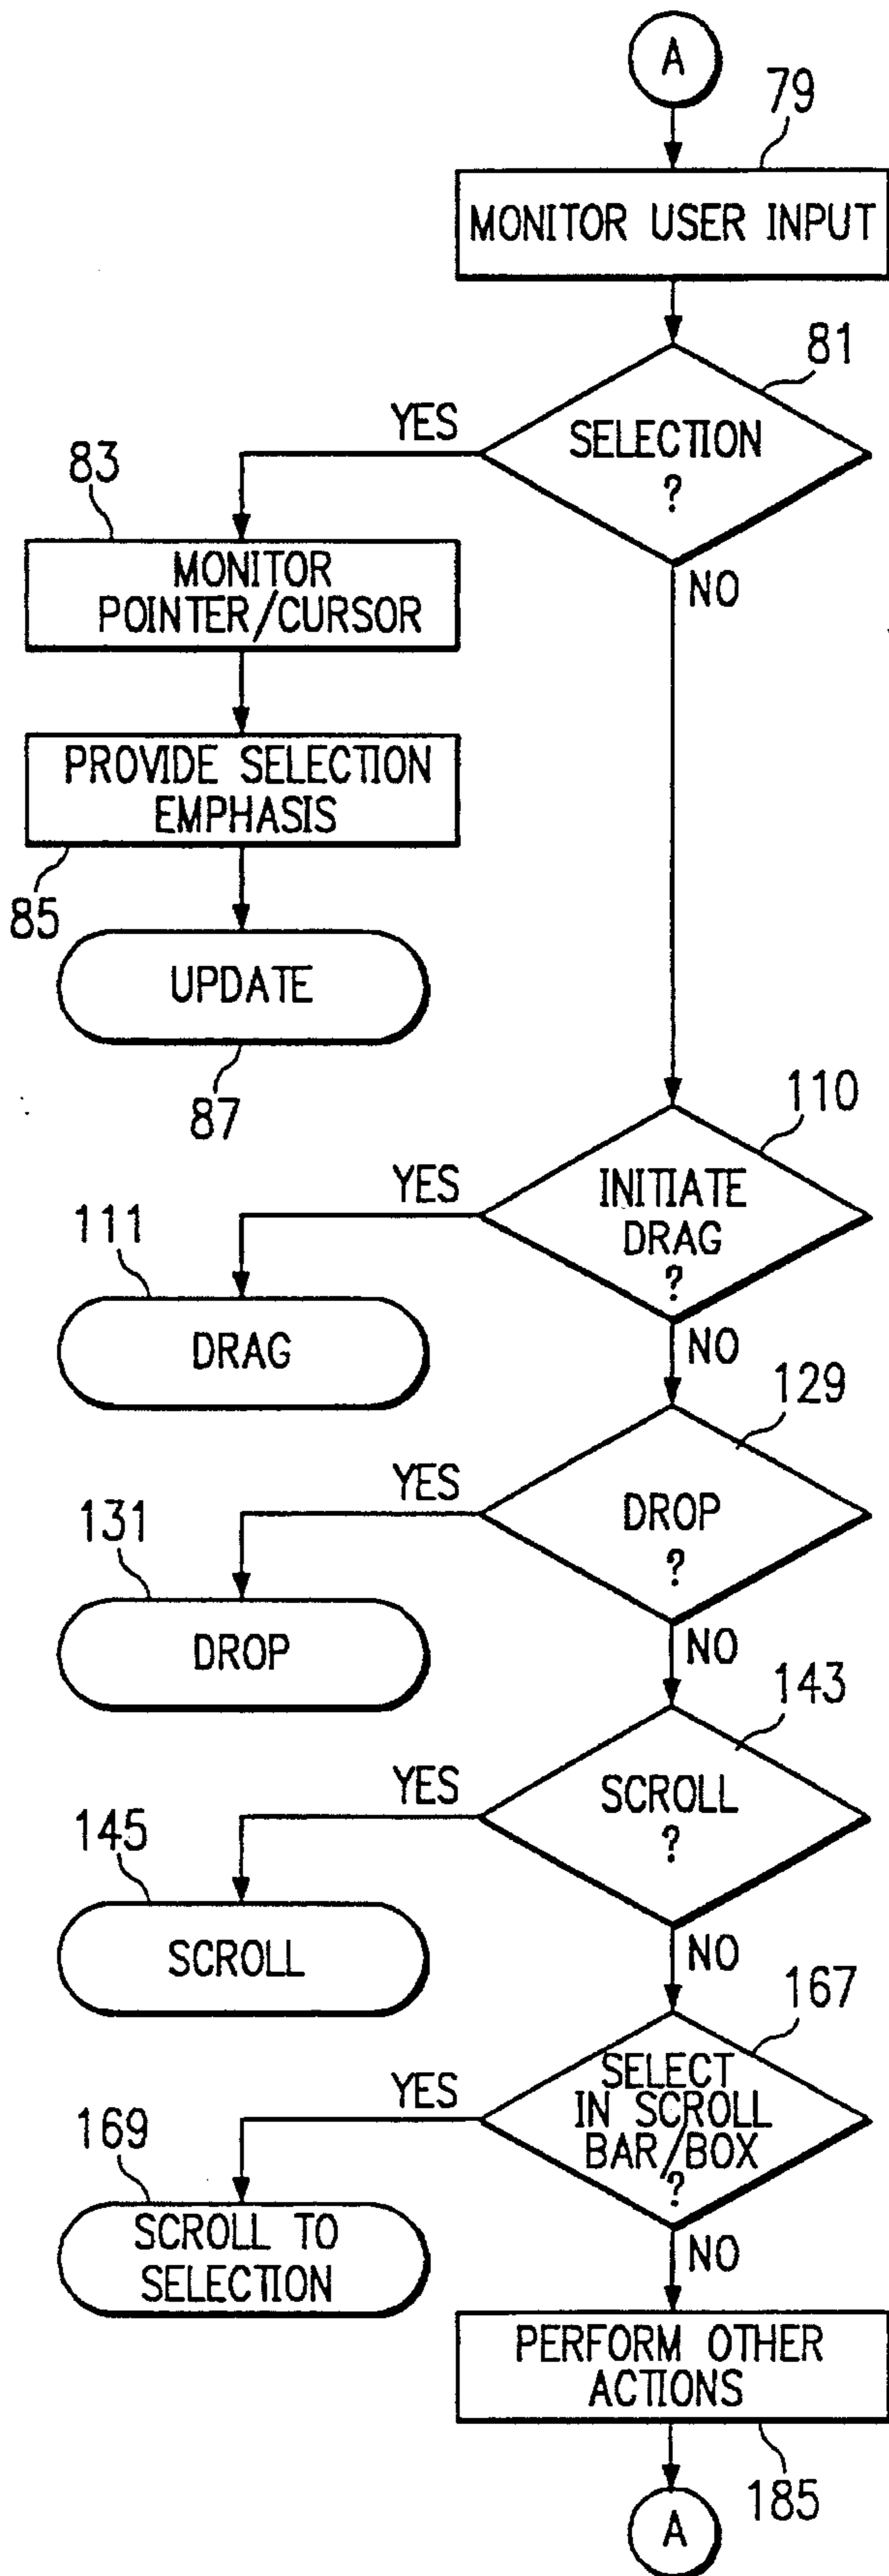 A
79
MONITOR USER INPUT
81
SELECTION
?
YES
NO
83
MONITOR
POINTER/CURSOR
PROVIDE SELECTION
EMPHASIS
85
UPDATE
87
110
INITIATE
DRAG
?
YES
NO
111
DRAG
129
DROP
?
YES
NO
131
DROP
143
SCROLL
?
YES
NO
145
SCROLL
167
SELECT
IN SCROLL
BAR/BOX
?
YES
NO
169
SCROLL TO
SELECTION
PERFORM OTHER
ACTIONS
185
A